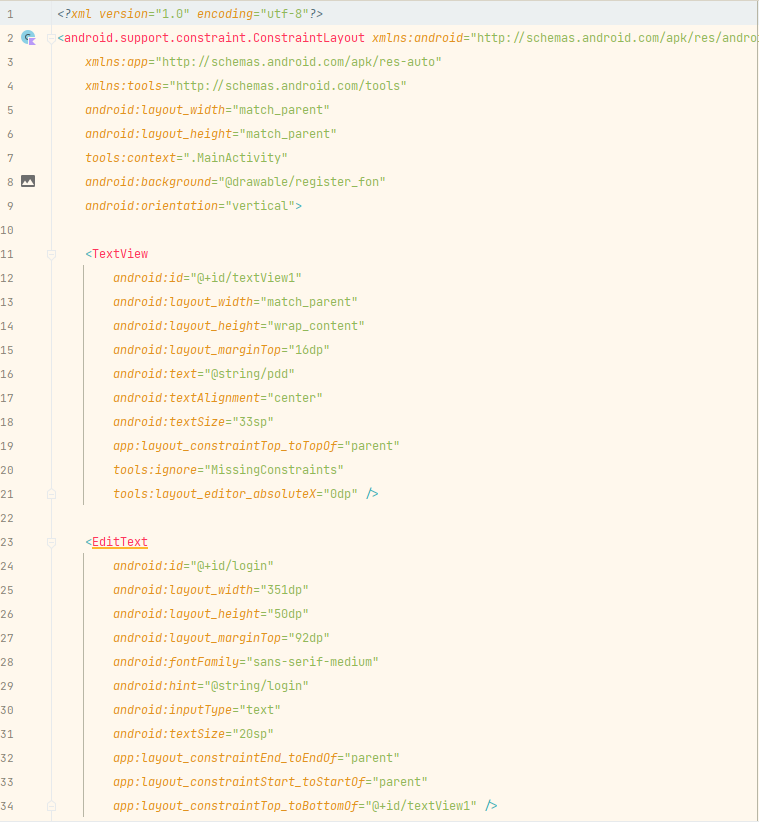 1 <?xml version="1.0" encoding="utf-8"?>
2 <android.support.constraint.ConstraintLayout xmlns:android="http://schemas.android.com/apk/res/andro
3 xmlns:app="http://schemas.android.com/apk/res-auto"
4 xmlns:tools="http://schemas.android.com/tools"
5 android:layout_width="match_parent"
6 android:layout_height="match_parent"
7 tools:context=".MainActivity"
8 android:background="@drawable/register_fon"
9 android:orientation="vertical">
10
11 <TextView
12 android:id="@+id/textView1"
13 android:layout_width="match_parent"
14 android:layout_height="wrap_content"
15 android:layout_marginTop="16dp"
16 android:text="@string/pdd"
17 android:textAlignment="center"
18 android:textSize="33sp"
19 app:layout_constraintTop_toTopOf="parent"
20 tools:ignore="MissingConstraints"
21 tools:layout_editor_absoluteX="0dp" />
22
23 <EditText
24 android:id="@+id/login"
25 android:layout_width="351dp"
26 android:layout_height="50dp"
27 android:layout_marginTop="92dp"
28 android:fontFamily="sans-serif-medium"
29 android:hint="@string/login"
30 android:inputType="text"
31 android:textSize="20sp"
32 app:layout_constraintEnd_toEndOf="parent"
33 app:layout_constraintStart_toStartOf="parent"
34 app:layout_constraintTop_toBottomOf="@+id/textView1" />